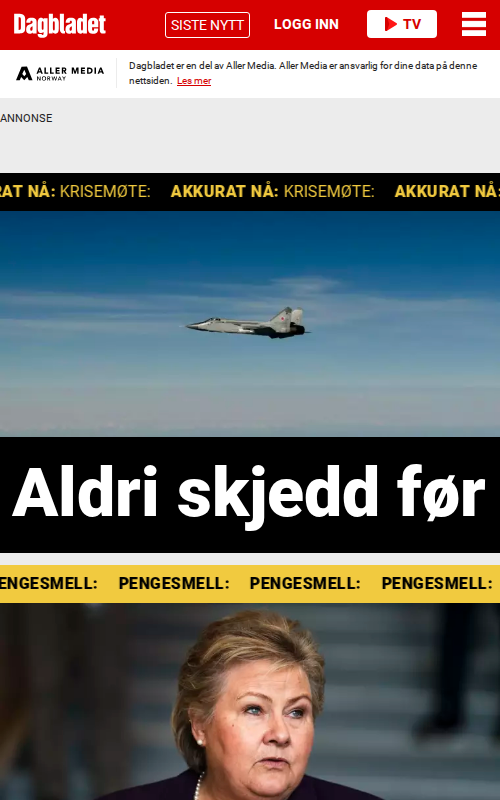 Dagbladet
SISTE NYTT
LOGG INN
TV
ALLER MEDIA
NORWAY
Dagbladet er en del av Aller Media. Aller Media er ansvarlig for dine data på denne
nettsiden. Les mer
ANNONSE
RAT NÅ: KRISEMØTE: AKKURAT NÅ: KRISEMØTE: AKKURAT NÅ:
Aldri skjedd før
ENGESMELL: PENGESMELL: PENGESMELL: PENGESMELL: